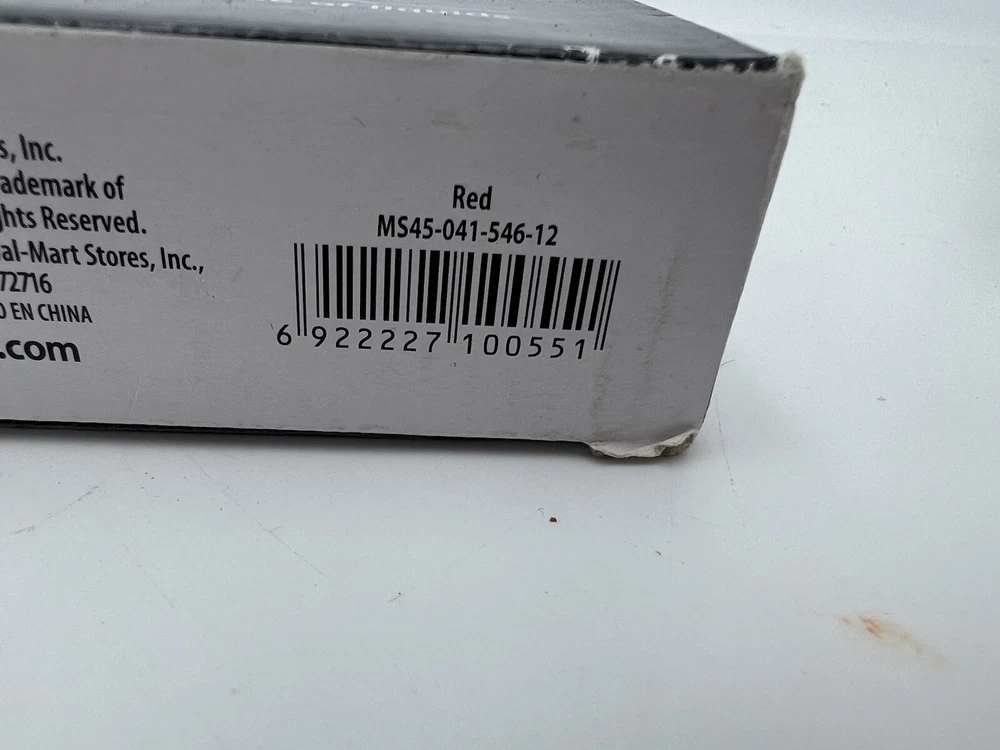 s, Inc.
ademark of
hts Reserved.
al-Mart Stores, Inc.,
72716
O EN CHINA
.com
Red
MS45-041-546-12
6 922227 100551